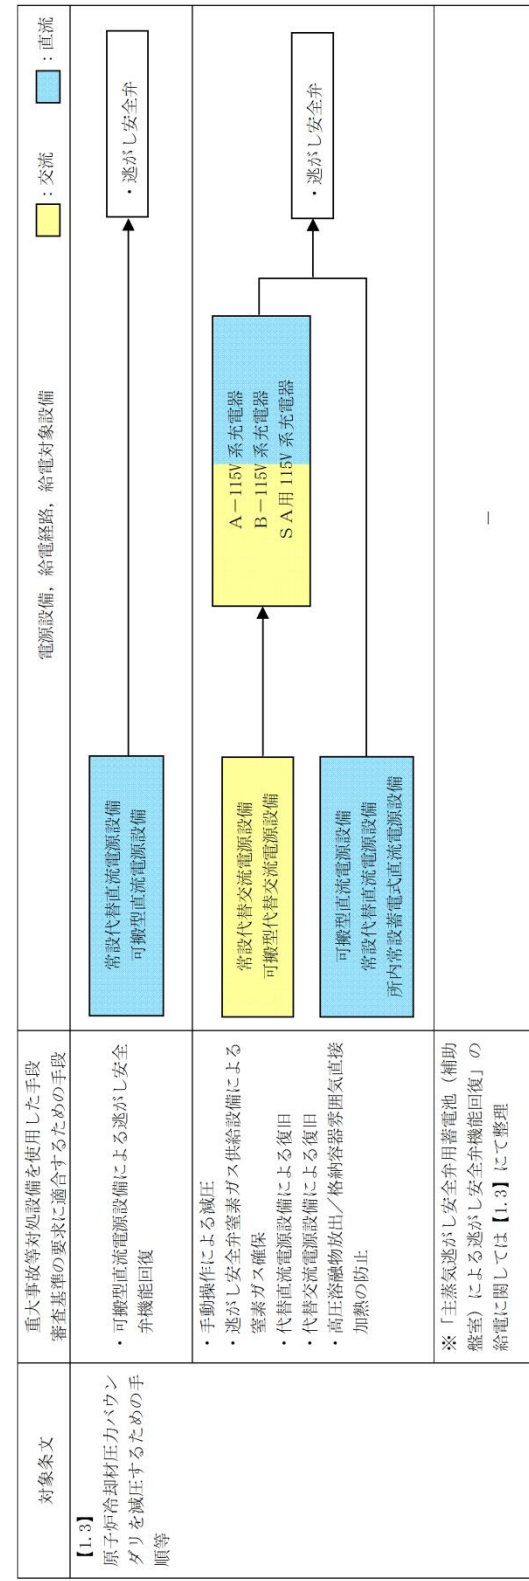 対象条文
重大事故等対処設備を使用した手段
審査基準の要求に適合するための手段
電源設備，給電経路，給電対象設備
：交流
：直流
【1.3】
原子炉冷却材圧力バウン
ダリを減圧するための手
順等
・可搬型直流電源設備による逃がし安全
弁機能回復
常設代替直流電源設備
可搬型直流電源設備
・逃がし安全弁
・手動操作による減圧
・逃がし安全弁窒素ガス供給設備による
窒素ガス確保
・代替直流電源設備による復旧
・代替交流電源設備による復旧
・高圧溶融物放出／格納容器雰囲気直接
加熱の防止
常設代替交流電源設備
可搬型代替交流電源設備
A－115V 系充電器
B－115V 系充電器
ＳＡ用 115V 系充電器
可搬型直流電源設備
常設代替直流電源設備
所内常設蓄電式直流電源設備
・逃がし安全弁
※「主蒸気逃がし安全弁用蓄電池（補助
盤室）による逃がし安全弁機能回復」の
給電に関しては【1.3】にて整理
－